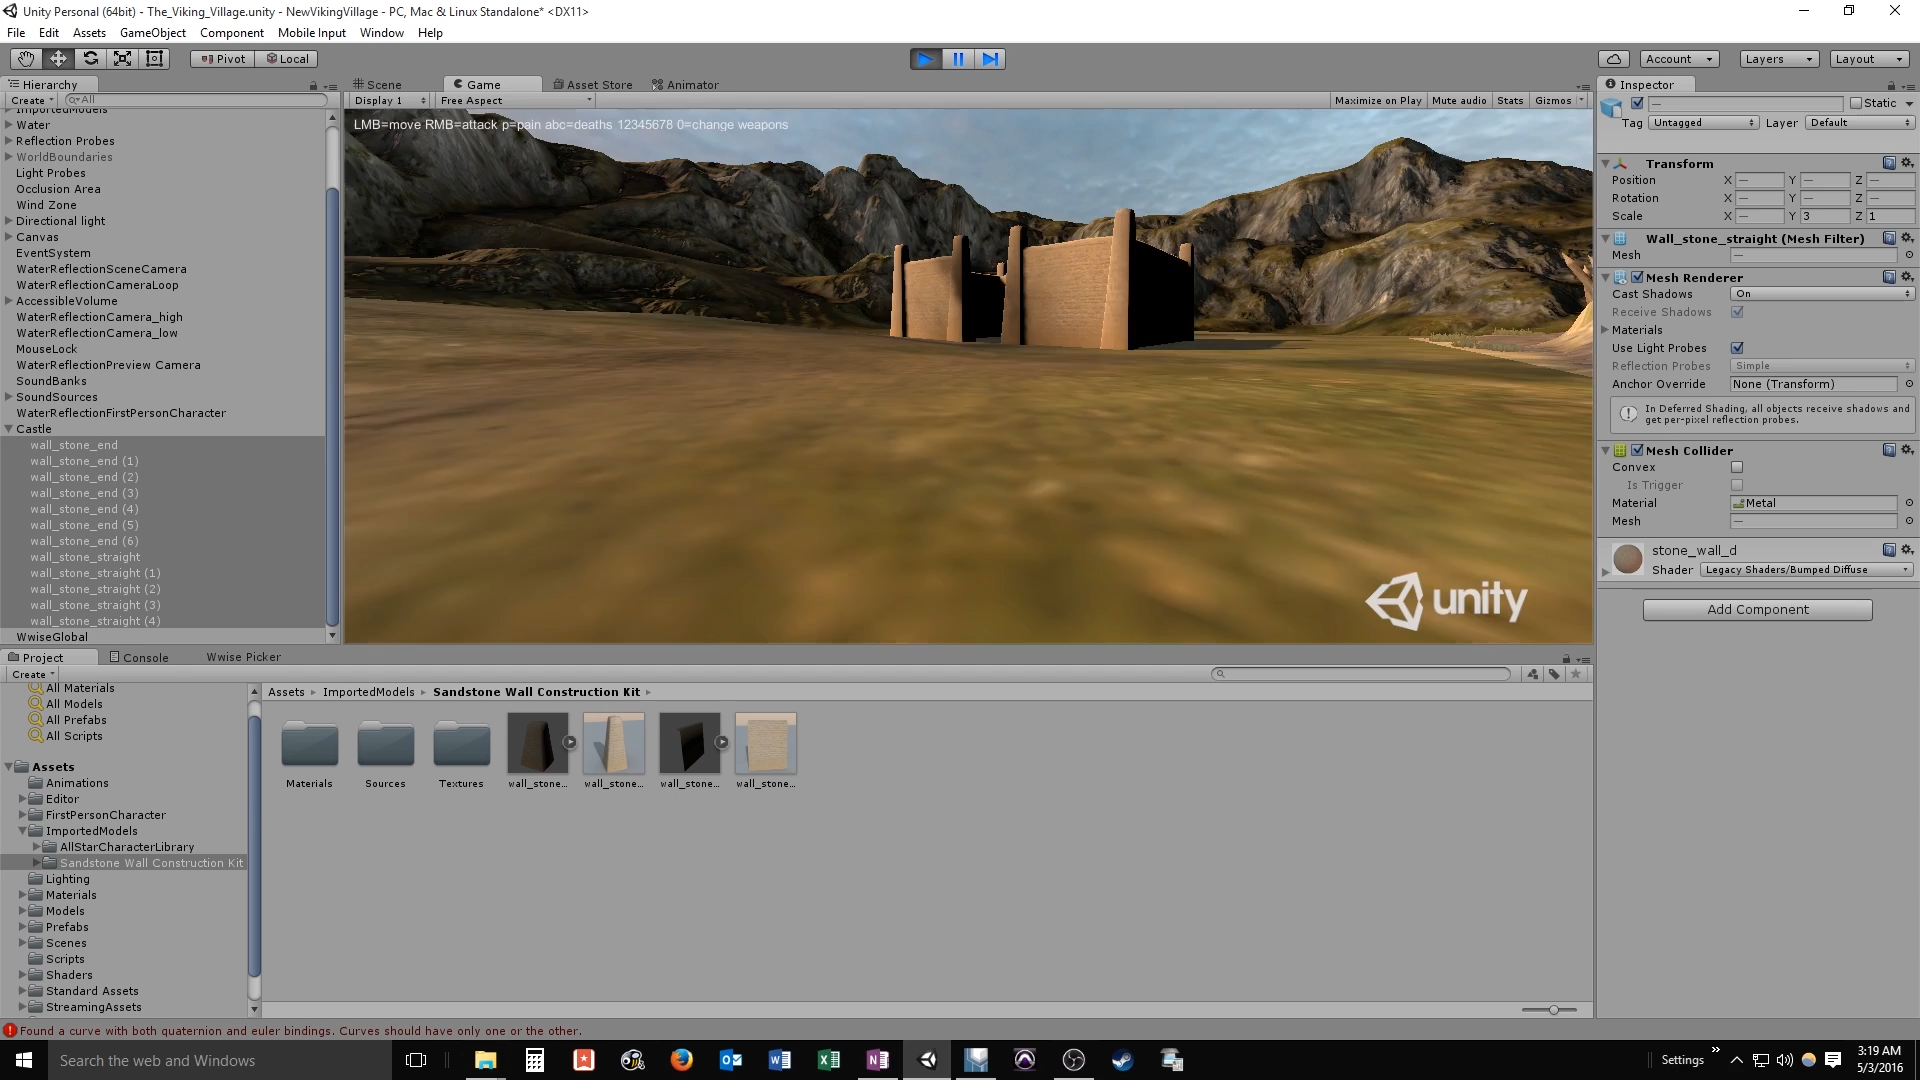 Unity Personal (64bit) - The_Viking_Village.unity - NewVikingVillage - PC, Mac & Linux Standalone* <DX11>
File Edit Assets GameObject Component Mobile Input Window Help
Pivot Local
Account Layers Layout
Hierarchy
Create All
ImportedModels
Water
Reflection Probes
WorldBoundaries
Light Probes
Occlusion Area
Wind Zone
Directional light
Canvas
EventSystem
WaterReflectionSceneCamera
WaterReflectionCameraLoop
AccessibleVolume
WaterReflectionCamera_high
WaterReflectionCamera_low
MouseLock
WaterReflectionPreview Camera
SoundBanks
SoundSources
WaterReflectionFirstPersonCharacter
Castle
wall_stone_end
wall_stone_end (1)
wall_stone_end (2)
wall_stone_end (3)
wall_stone_end (4)
wall_stone_end (5)
wall_stone_end (6)
wall_stone_straight
wall_stone_straight (1)
wall_stone_straight (2)
wall_stone_straight (3)
wall_stone_straight (4)
WwiseGlobal
Scene Game Asset Store Animator
Display 1 Free Aspect Maximize on Play Mute audio Stats Gizmos
LMB=move RMB=attack p=pain abc=deaths 12345678 0=change weapons
unity
Inspector
— Static
Tag Untagged Layer Default
Transform
Position X — Y — Z —
Rotation X — Y — Z —
Scale X — Y 3 Z 1
Wall_stone_straight (Mesh Filter)
Mesh —
Mesh Renderer
Cast Shadows On
Receive Shadows
Materials
Use Light Probes
Reflection Probes Simple
Anchor Override None (Transform)
In Deferred Shading, all objects receive shadows and
get per-pixel reflection probes.
Mesh Collider
Convex
Is Trigger
Material Metal
Mesh —
stone_wall_d
Shader Legacy Shaders/Bumped Diffuse
Add Component
Project Console Wwise Picker
Create
All Materials
All Models
All Prefabs
All Scripts
Assets
Animations
Editor
FirstPersonCharacter
ImportedModels
AllStarCharacterLibrary
Sandstone Wall Construction Kit
Lighting
Materials
Models
Prefabs
Scenes
Scripts
Shaders
Standard Assets
StreamingAssets
Assets ImportedModels Sandstone Wall Construction Kit
Materials Sources Textures wall_stone... wall_stone... wall_stone... wall_stone...
Found a curve with both quaternion and euler bindings. Curves should have only one or the other.
Search the web and Windows
Settings
3:19 AM
5/3/2016